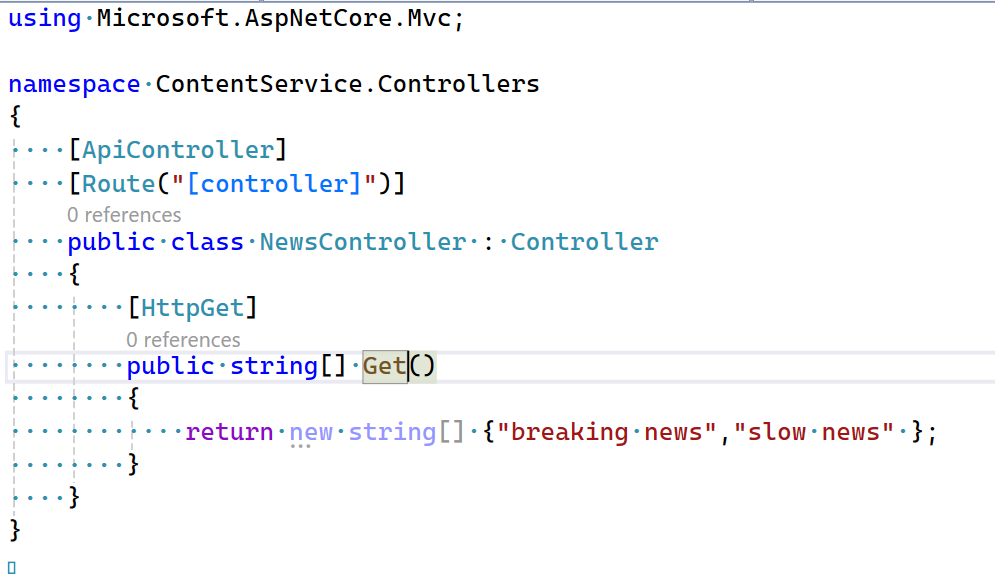 using Microsoft.AspNetCore.Mvc;
namespace ContentService.Controllers
{
[ApiController]
[Route("[controller]")]
0 references
public class NewsController : Controller
{
[HttpGet]
0 references
public string[] Get()
{
return new string[] {"breaking news","slow news" };
}
}
}